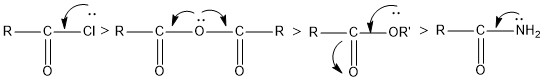 R—C—Cl > R—C—O—C—R > R—C—OR' > R—C—NH₂
O O O O O